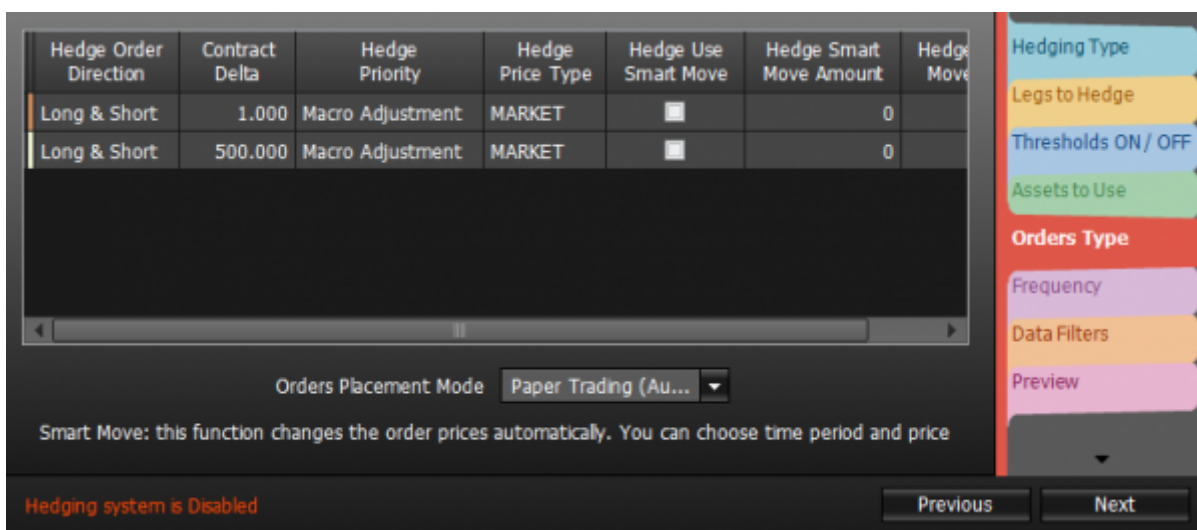 Hedge Order Direction Contract Delta Hedge Priority Hedge Price Type Hedge Use Smart Move Hedge Smart Move Amount Hedge Move
Long & Short 1.000 Macro Adjustment MARKET 0
Long & Short 500.000 Macro Adjustment MARKET 0
Orders Placement Mode Paper Trading (Au...
Smart Move: this function changes the order prices automatically. You can choose time period and price
Hedging Type
Legs to Hedge
Thresholds ON / OFF
Assets to Use
Orders Type
Frequency
Data Filters
Preview
Hedging system is Disabled
Previous Next